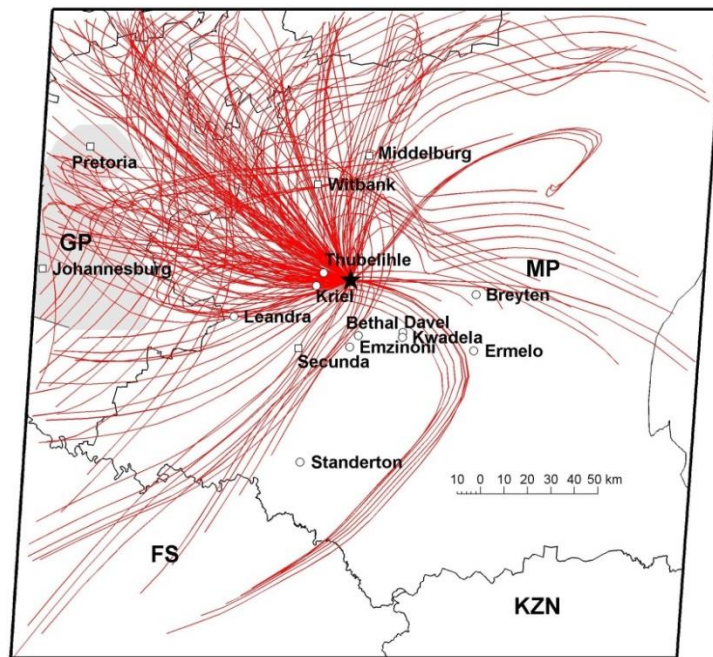 Middelburg
Pretoria
Witbank
GP
Thubelihle
MP
Johannesburg
Kriel
Breyten
Leandra
Bethal Davel
Kwadela
Emzinoni
Ermelo
Secunda
Standerton
10 0 10 20 30 40 50 km
FS
KZN